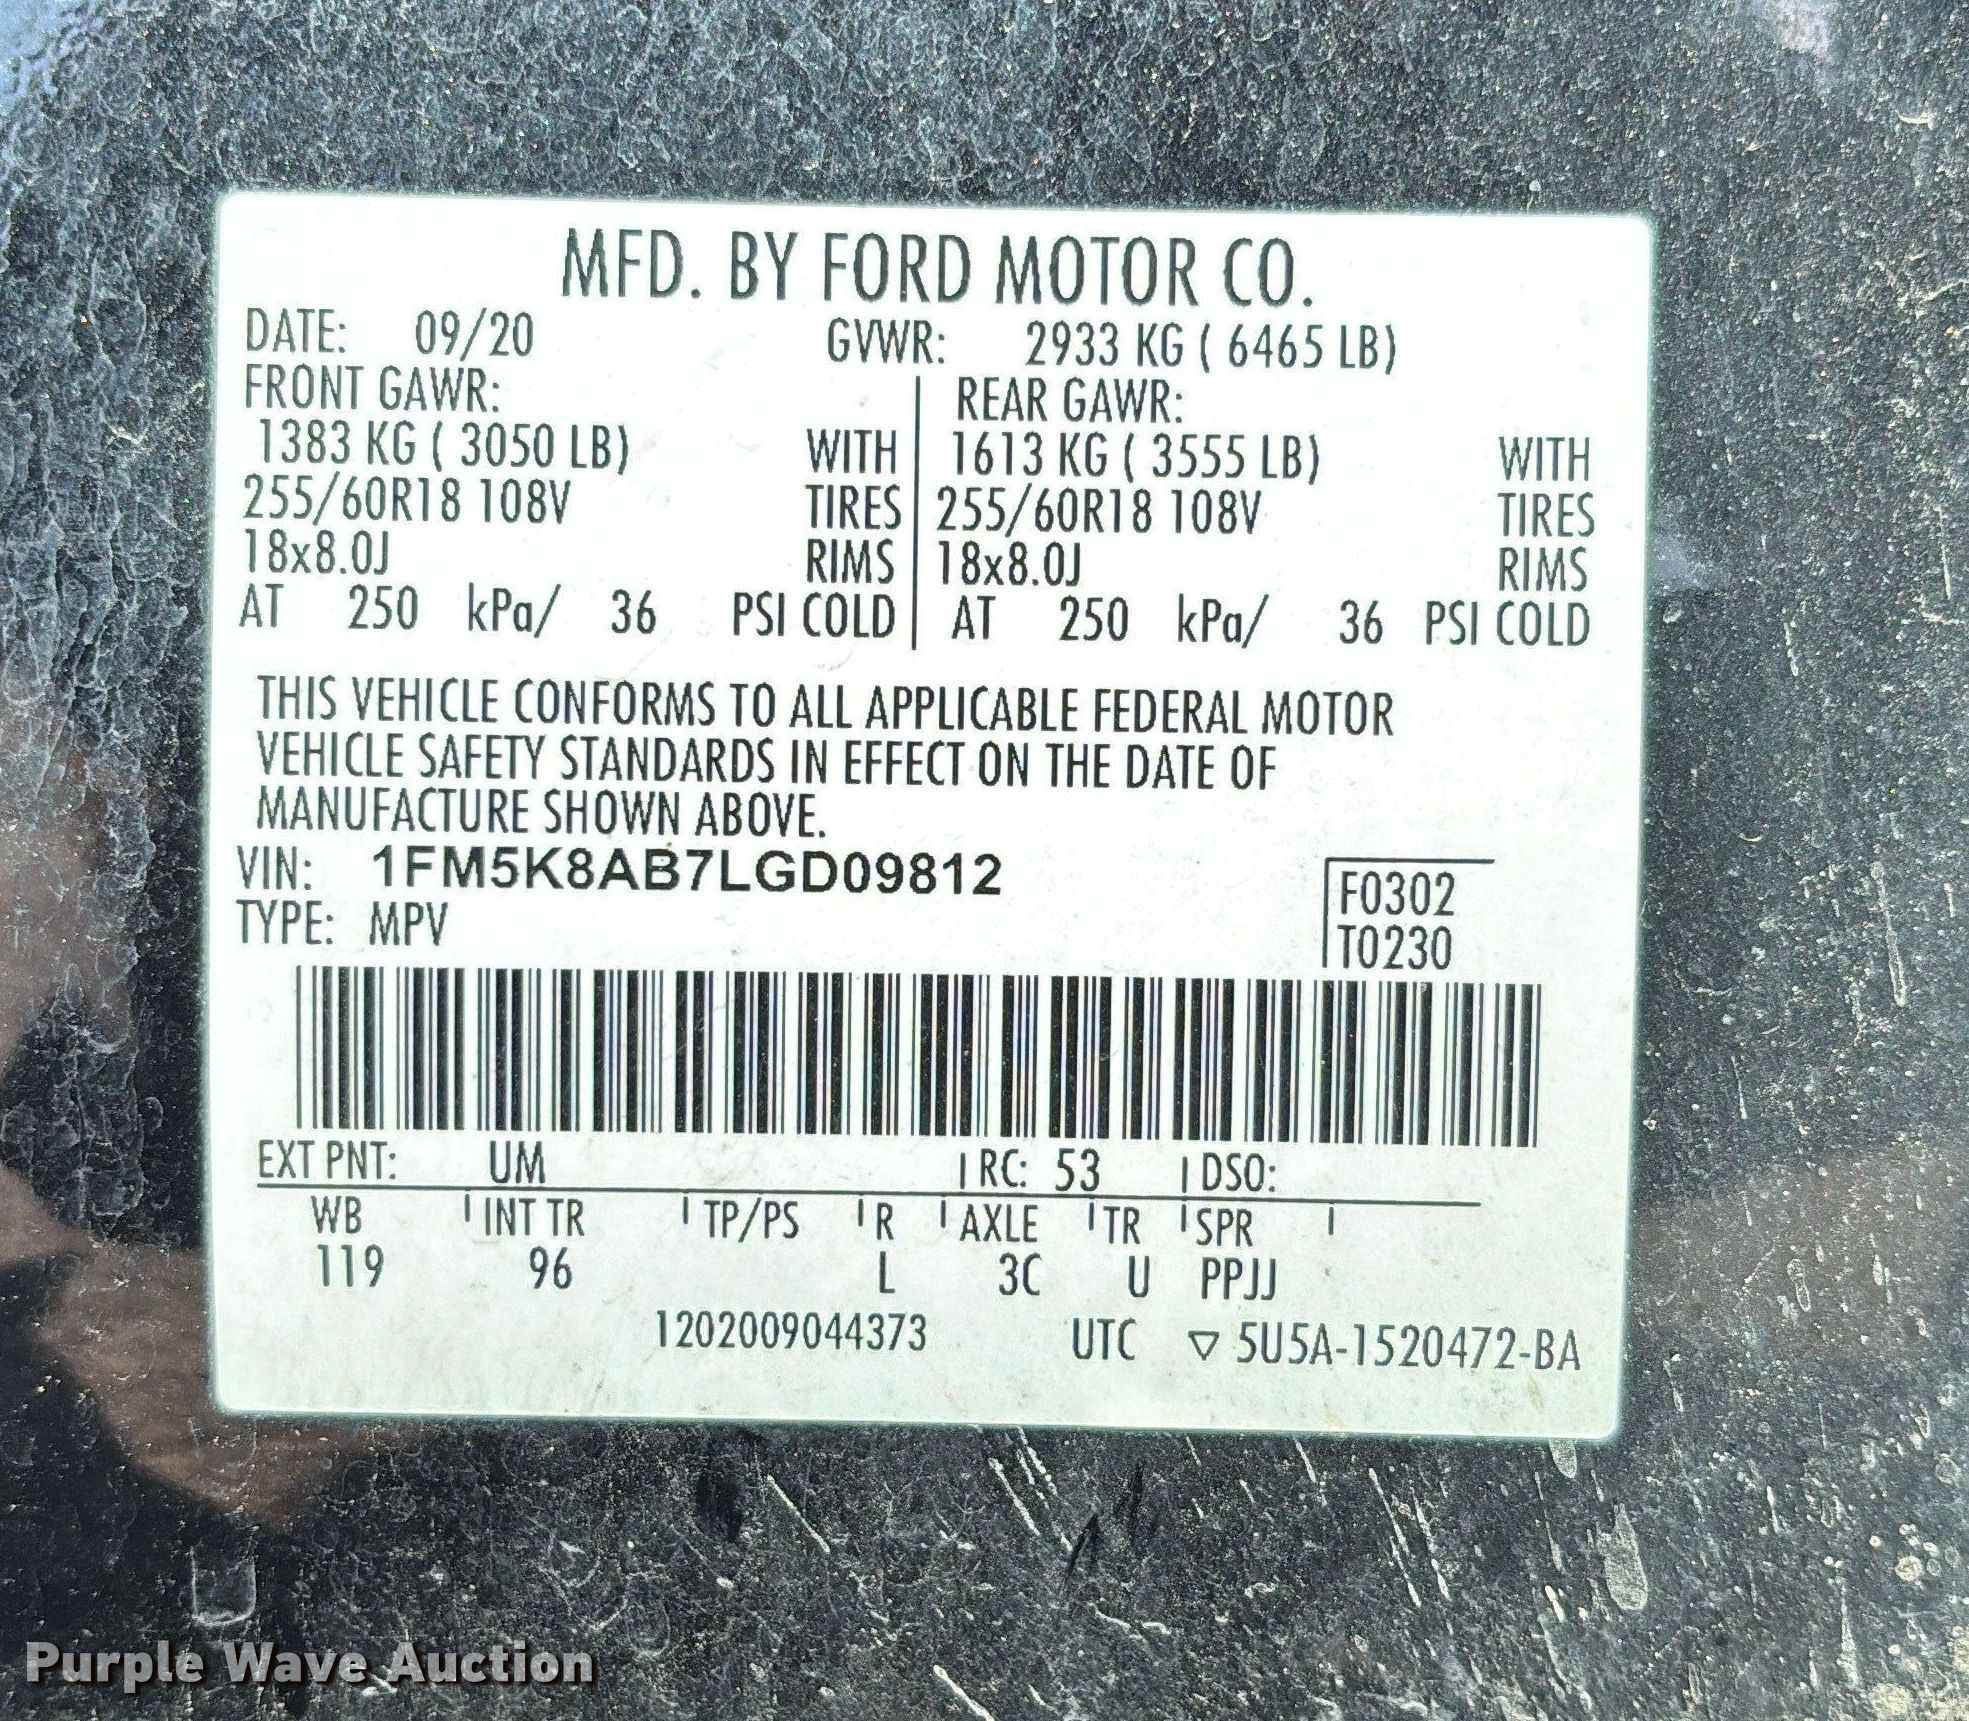 MFD. BY FORD MOTOR CO.
DATE: 09/20 GVWR: 2933 KG ( 6465 LB)
FRONT GAWR: REAR GAWR:
1383 KG ( 3050 LB) WITH 1613 KG ( 3555 LB) WITH
255/60R18 108V TIRES 255/60R18 108V TIRES
18x8.0J RIMS 18x8.0J RIMS
AT 250 kPa/ 36 PSI COLD AT 250 kPa/ 36 PSI COLD
THIS VEHICLE CONFORMS TO ALL APPLICABLE FEDERAL MOTOR
VEHICLE SAFETY STANDARDS IN EFFECT ON THE DATE OF
MANUFACTURE SHOWN ABOVE.
VIN: 1FM5K8AB7LGD09812 F0302
TYPE: MPV T0230
EXT PNT: UM RC: 53 DSO:
WB INT TR TP/PS R AXLE TR SPR
119 96 L 3C U PPJJ
1202009044373 UTC ▽ 5U5A-1520472-BA
Purple Wave Auction